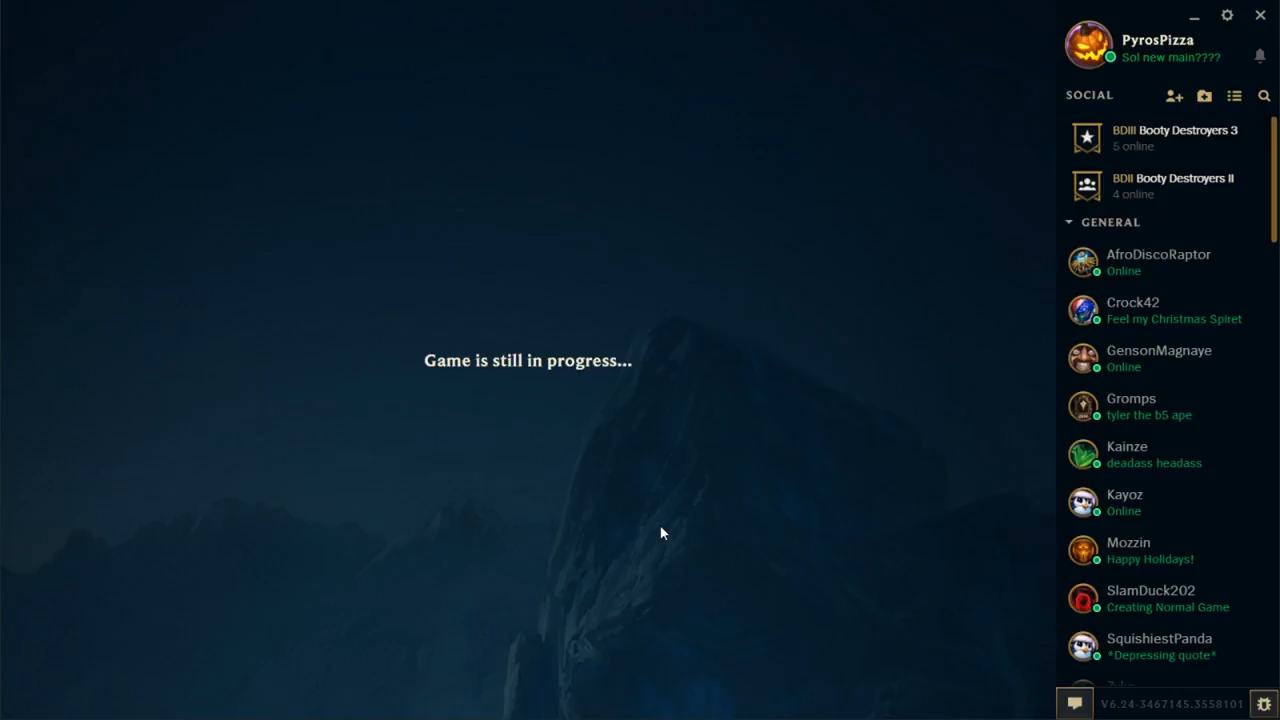 PyrosPizza
Sol new main????
SOCIAL
BDIII Booty Destroyers 3
5 online
BDII Booty Destroyers II
4 online
GENERAL
AfroDiscoRaptor
Online
Crock42
Feel my Christmas Spiret
GensonMagnaye
Online
Game is still in progress...
Gromps
tyler the b5 ape
Kainze
deadass headass
Kayoz
Online
Mozzin
Happy Holidays!
SlamDuck202
Creating Normal Game
SquishiestPanda
*Depressing quote*
V6.24-3467145.3558101